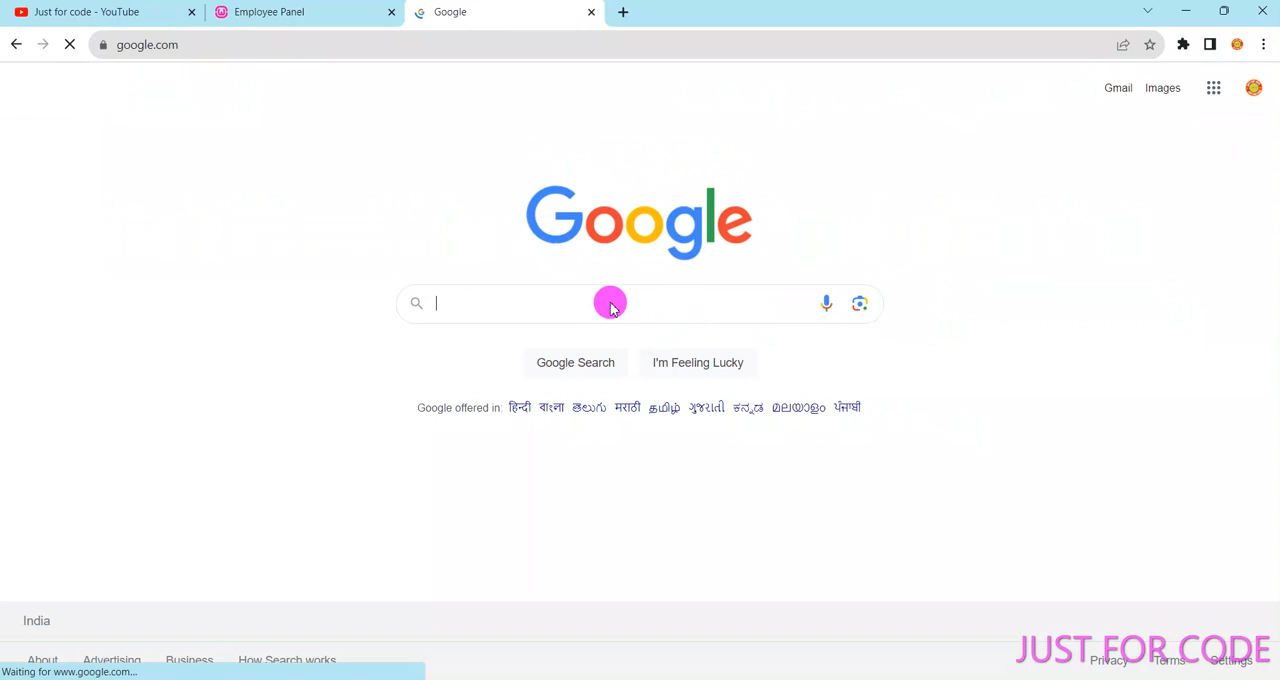 Just for code - YouTube
Employee Panel
Google
google.com
Gmail Images
Google
Google Search
I'm Feeling Lucky
Google offered in: हिन्दी বাংলা తెలుగు मराठी தமிழ் ગુજરાતી ಕನ್ನಡ മലയാളം ਪੰਜਾਬੀ
India
About Advertising Business How Search works
Privacy Terms Settings
JUST FOR CODE
Waiting for www.google.com...